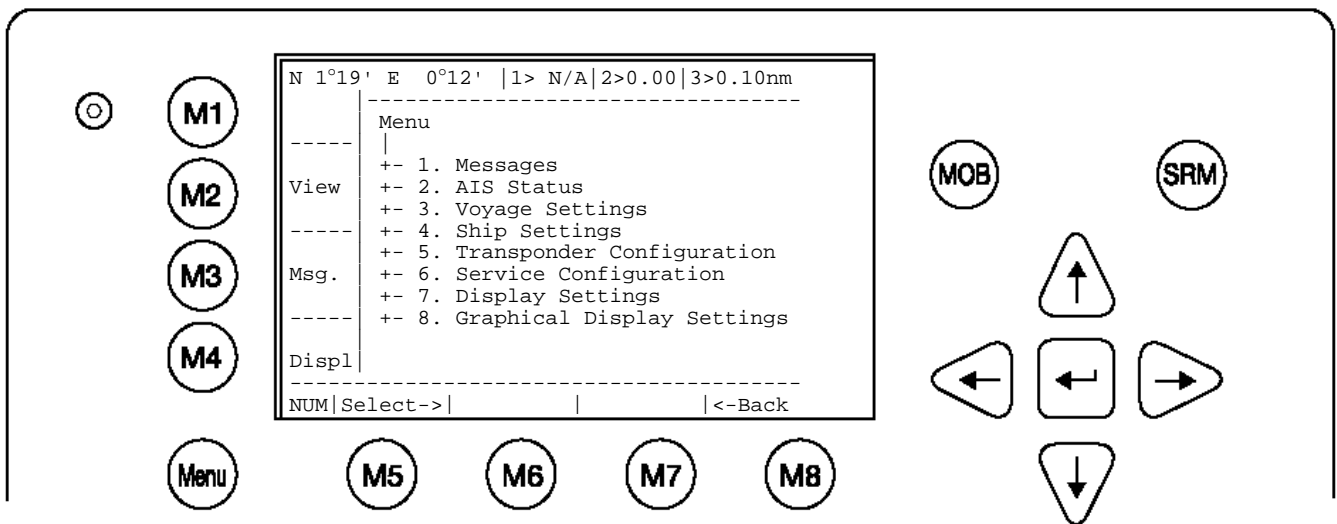 N 1°19' E 0°12' |1> N/A|2>0.00|3>0.10nm
M1
Menu
+- 1. Messages
MOB
SRM
M2
View
+- 2. AIS Status
+- 3. Voyage Settings
+- 4. Ship Settings
+- 5. Transponder Configuration
M3
Msg.
+- 6. Service Configuration
+- 7. Display Settings
+- 8. Graphical Display Settings
M4
Displ
NUM|Select->| | |<-Back
Menu
M5
M6
M7
M8